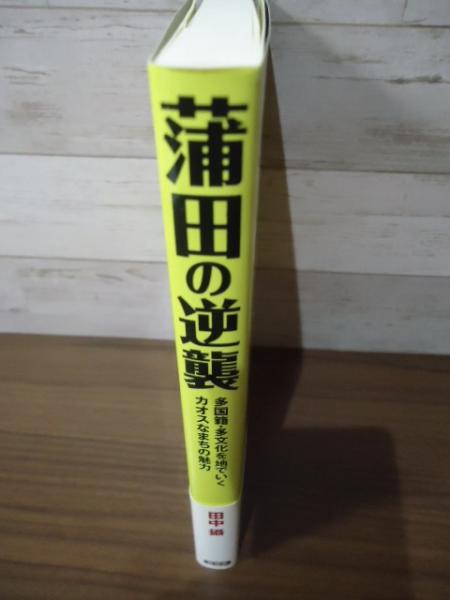 蒲田の逆襲
多国籍・多文化を地でいく
カオスなまちの魅力
田中 攝